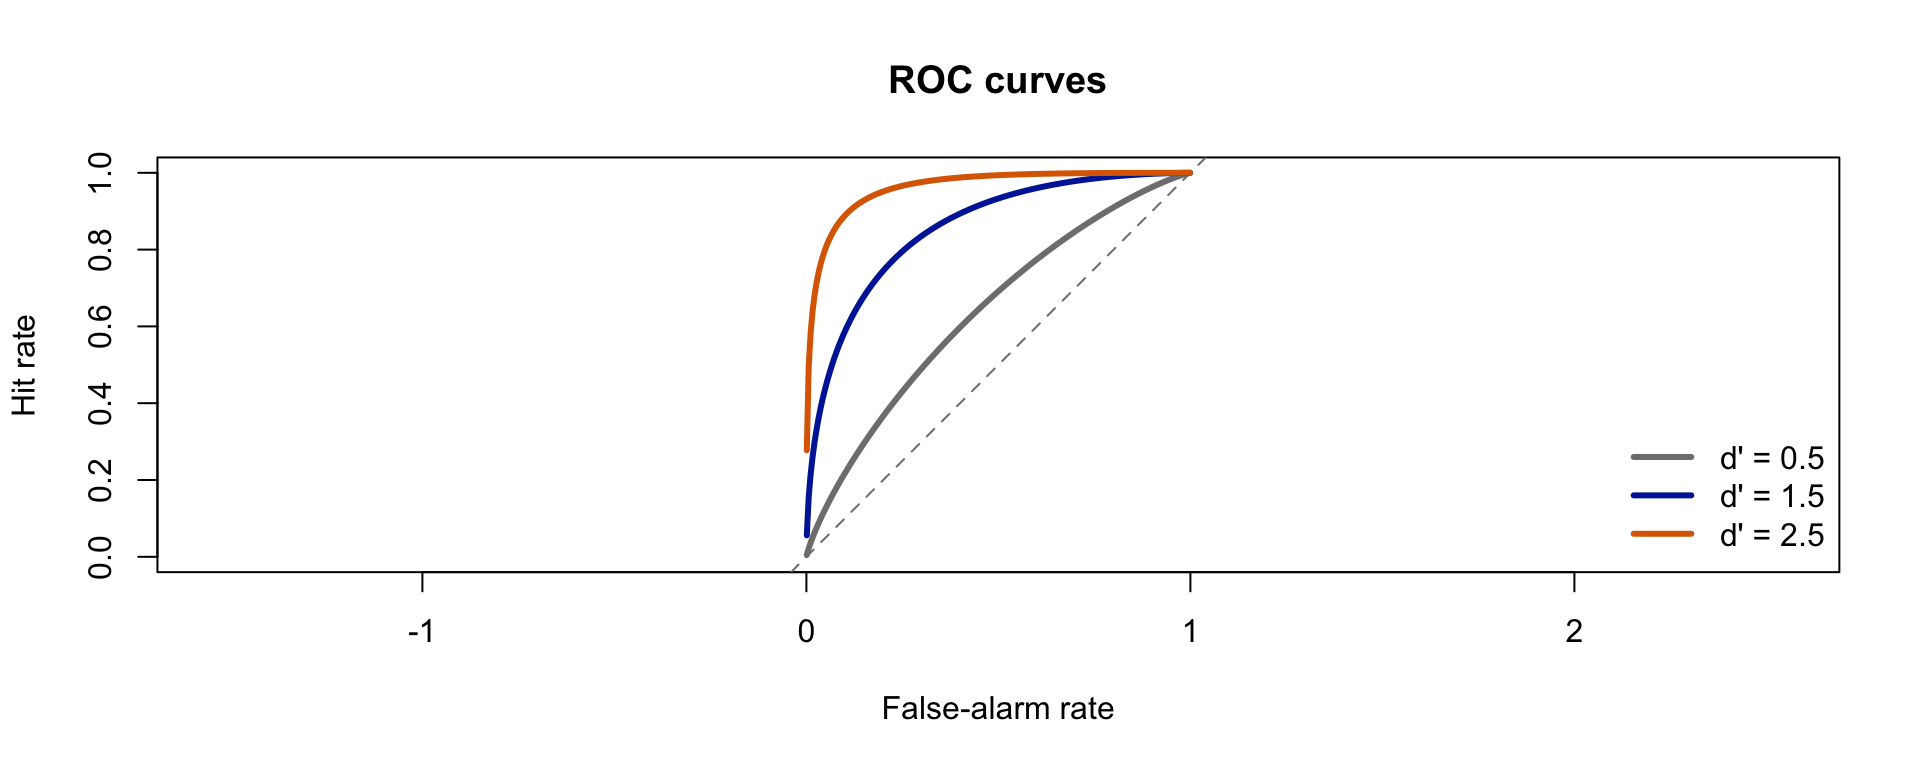 ROC curves
Hit rate
1.0
0.8
0.6
0.4
0.2
0.0
d' = 0.5
d' = 1.5
d' = 2.5
-1 0 1 2
False-alarm rate